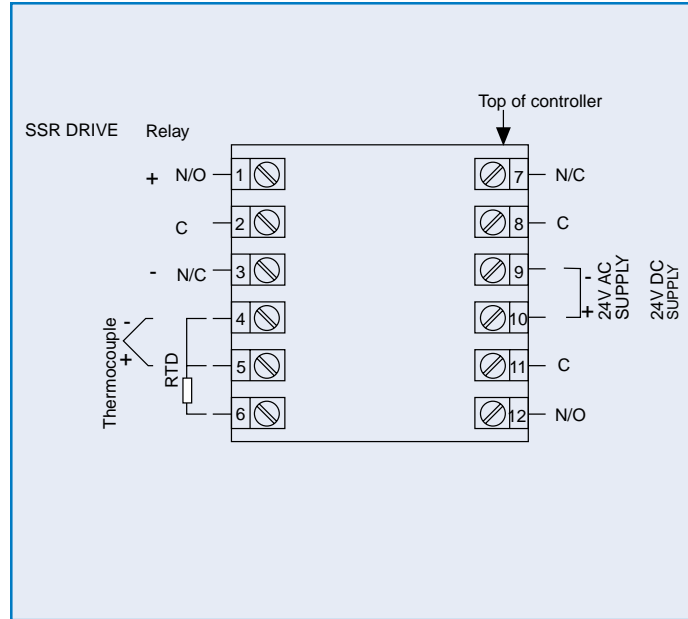 Top of controller
SSR DRIVE Relay
+ N/O 1
C 2
- N/C 3
4
5
6
Thermocouple
-
+
RTD
7 N/C
8 C
9
10
11 C
12 N/O
-
+
24V AC
SUPPLY
24V DC
SUPPLY